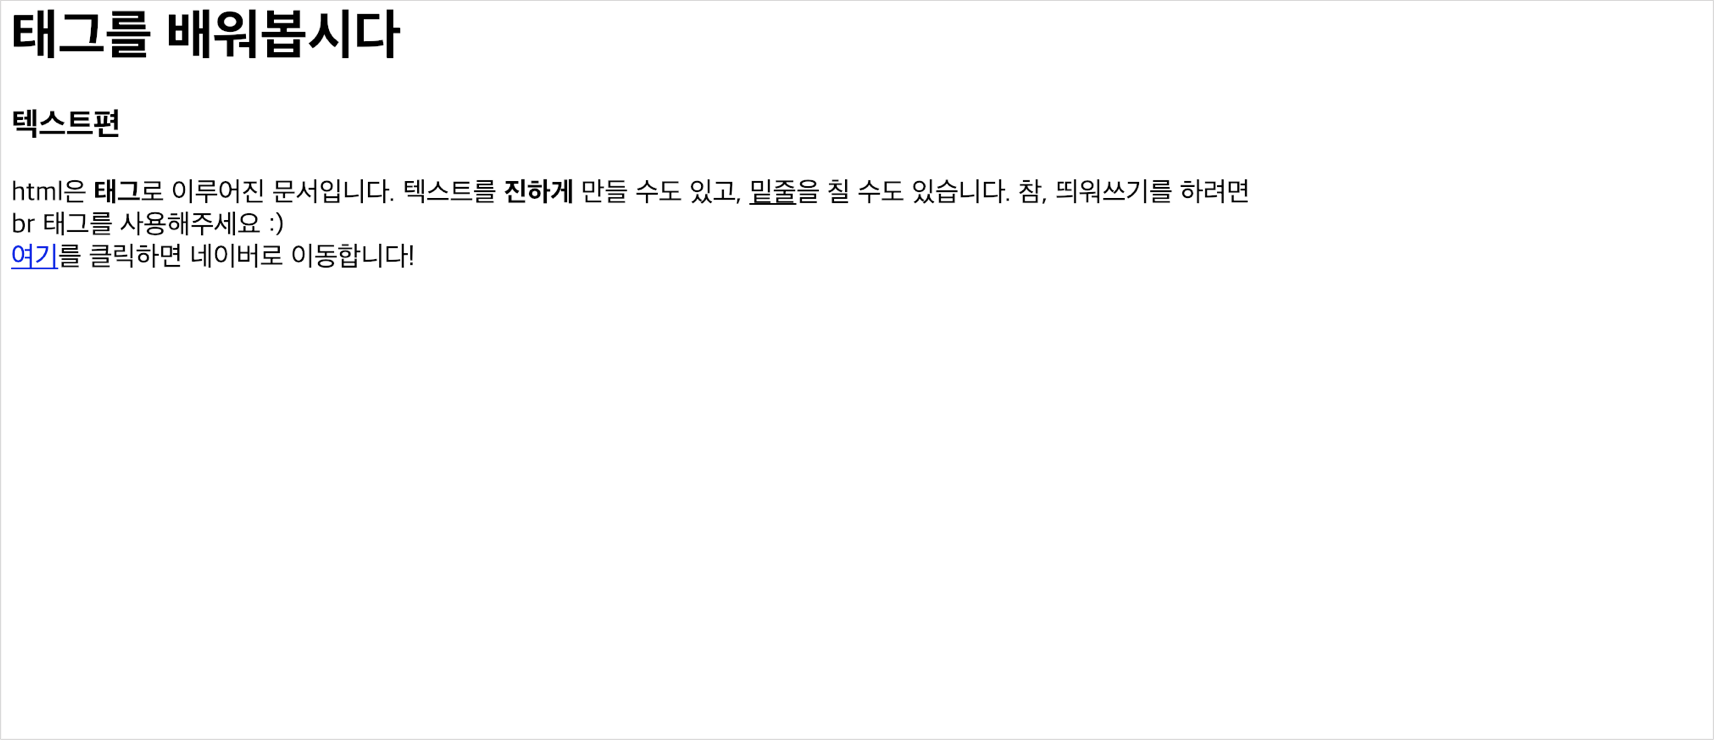 태그를 배워봅시다
텍스트편
html은 태그로 이루어진 문서입니다. 텍스트를 진하게 만들 수도 있고, 밑줄을 칠 수도 있습니다. 참, 띄워쓰기를 하려면
br 태그를 사용해주세요 :)
여기를 클릭하면 네이버로 이동합니다!